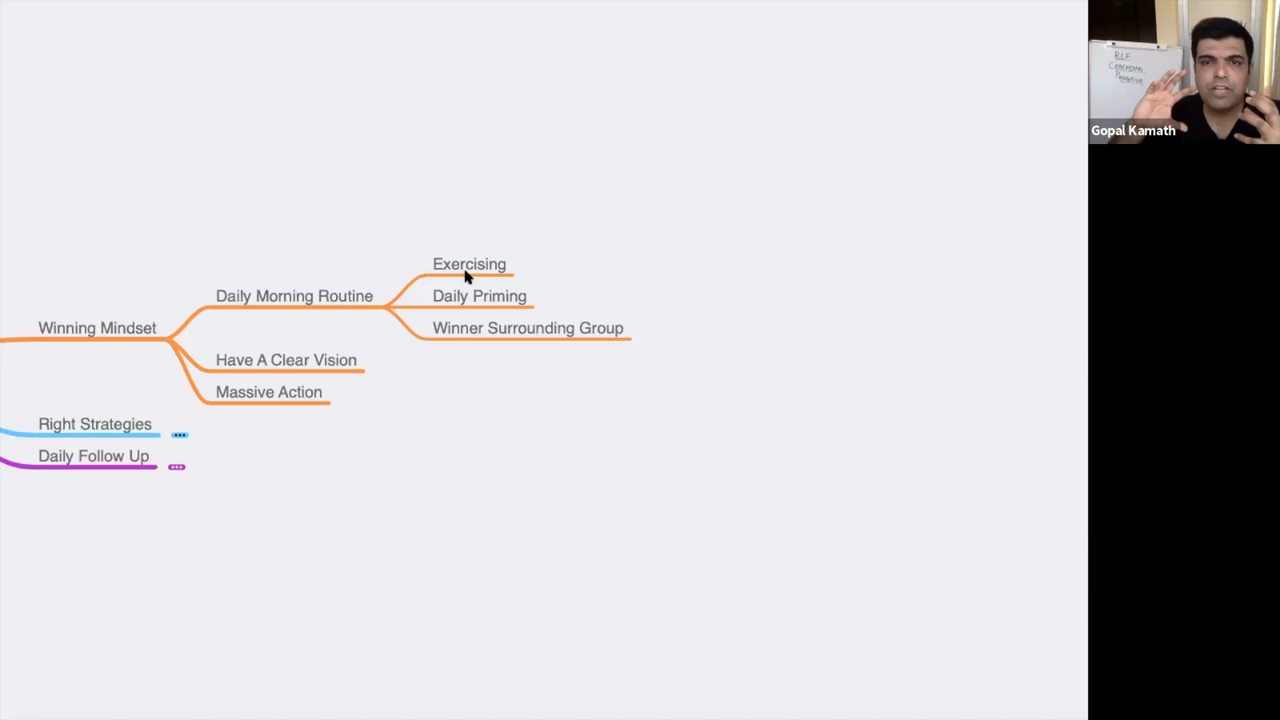 Exercising
Daily Morning Routine
Daily Priming
Winning Mindset
Winner Surrounding Group
Have A Clear Vision
Massive Action
Right Strategies
Daily Follow Up
RLF
Gopal Kamath